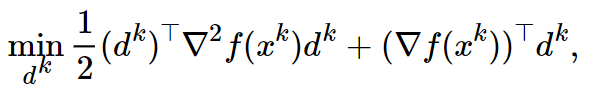 \min_{d^k} \frac{1}{2}(d^k)^\top \nabla^2 f(x^k) d^k + (\nabla f(x^k))^\top d^k,